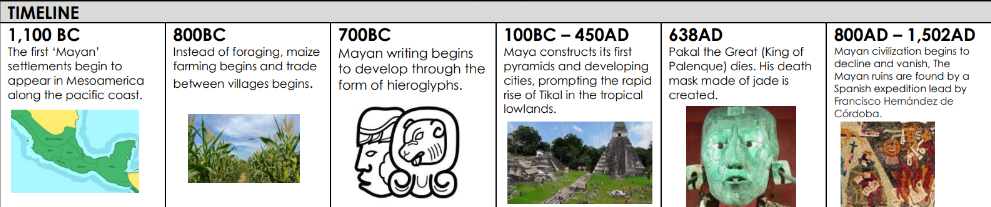 TIMELINE
1,100 BC
The first ‘Mayan’
settlements begin to
appear in Mesoamerica
along the pacific coast.
800BC
Instead of foraging, maize
farming begins and trade
between villages begins.
700BC
Mayan writing begins
to develop through the
form of hieroglyphs.
100BC – 450AD
Maya constructs its first
pyramids and developing
cities, prompting the rapid
rise of Tikal in the tropical
lowlands.
638AD
Pakal the Great (King of
Palenque) dies. His death
mask made of jade is
created.
800AD – 1,502AD
Mayan civilization begins to
decline and vanish, The
Mayan ruins are found by a
Spanish expedition lead by
Francisco Hernández de
Córdoba.